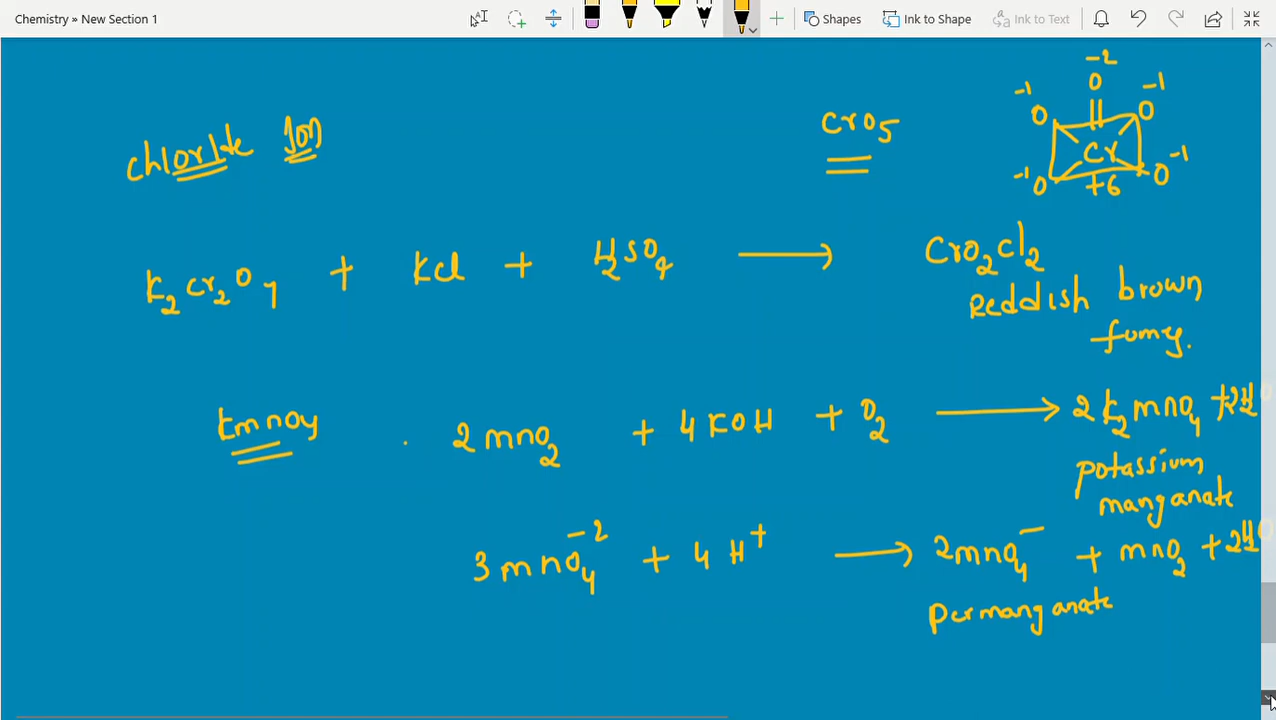 Chemistry » New Section 1
Shapes Ink to Shape Ink to Text
-2
-1 O -1
CrO5 O O
chloride Ion Cr
-1 O +6 O -1
K2Cr2O7 + KCl + H2SO4 ⟶ CrO2Cl2
Reddish brown
fumes.
KMnO4 . 2MnO2 + 4KOH + O2 ⟶ 2K2MnO4 + 2H2O
potassium
manganate
3MnO4-2 + 4H+ ⟶ 2MnO4- + MnO2 + 2H2O
permanganate